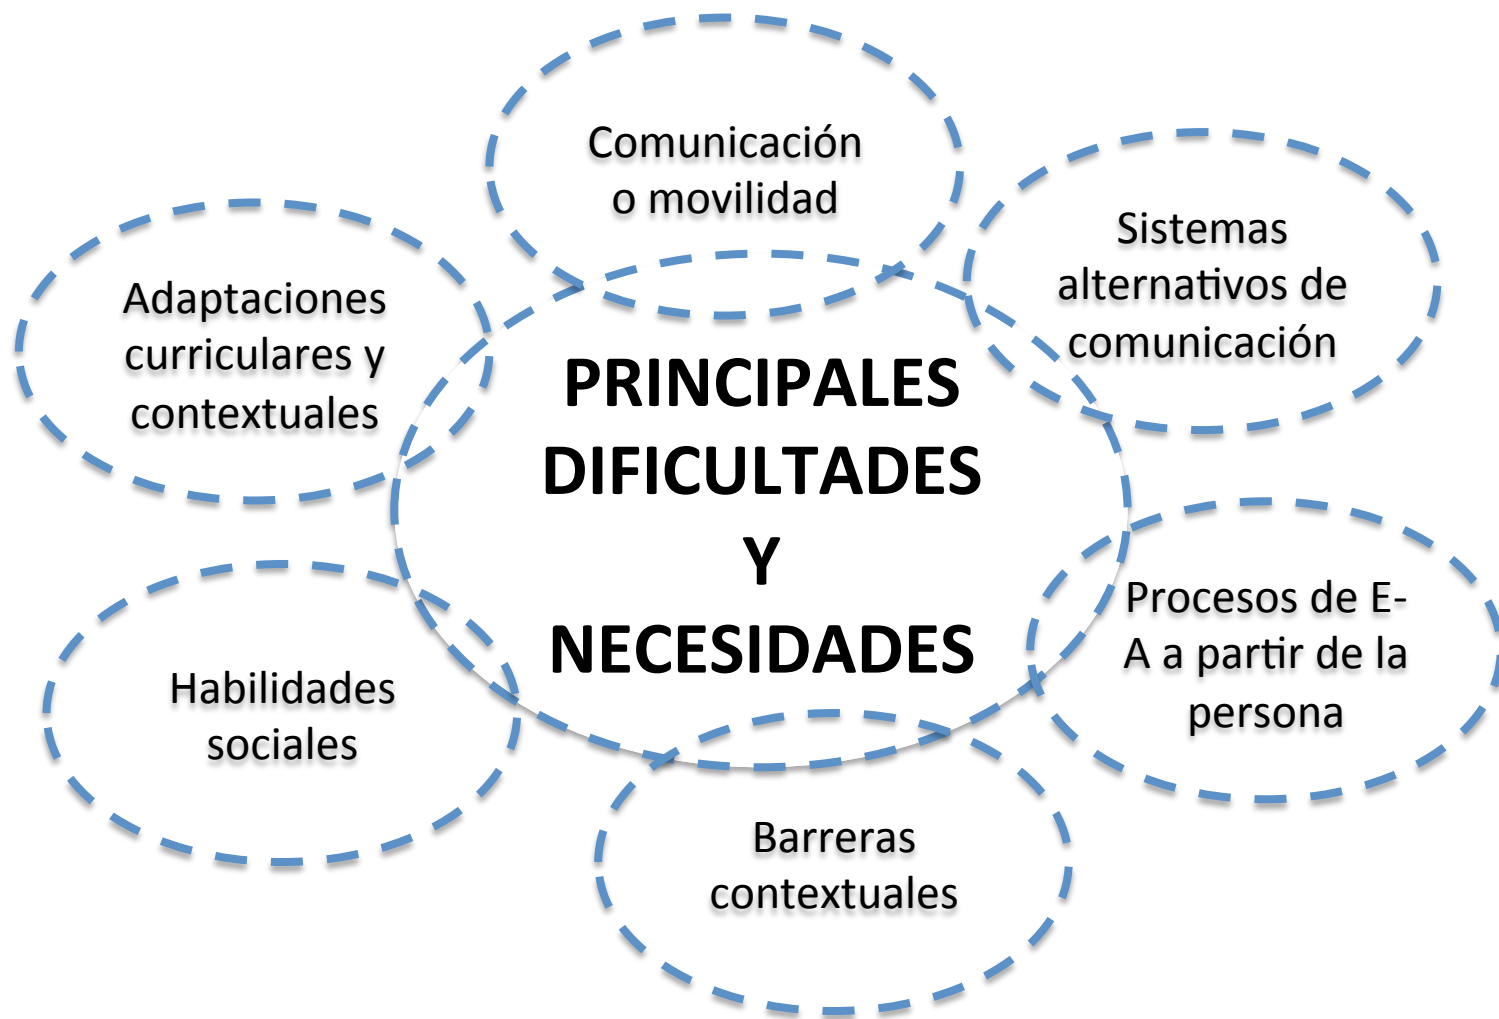 Comunicación
o movilidad
Sistemas
alternativos de
comunicación
Adaptaciones
curriculares y
contextuales
PRINCIPALES
DIFICULTADES
Y
NECESIDADES
Procesos de E-
A a partir de la
persona
Habilidades
sociales
Barreras
contextuales